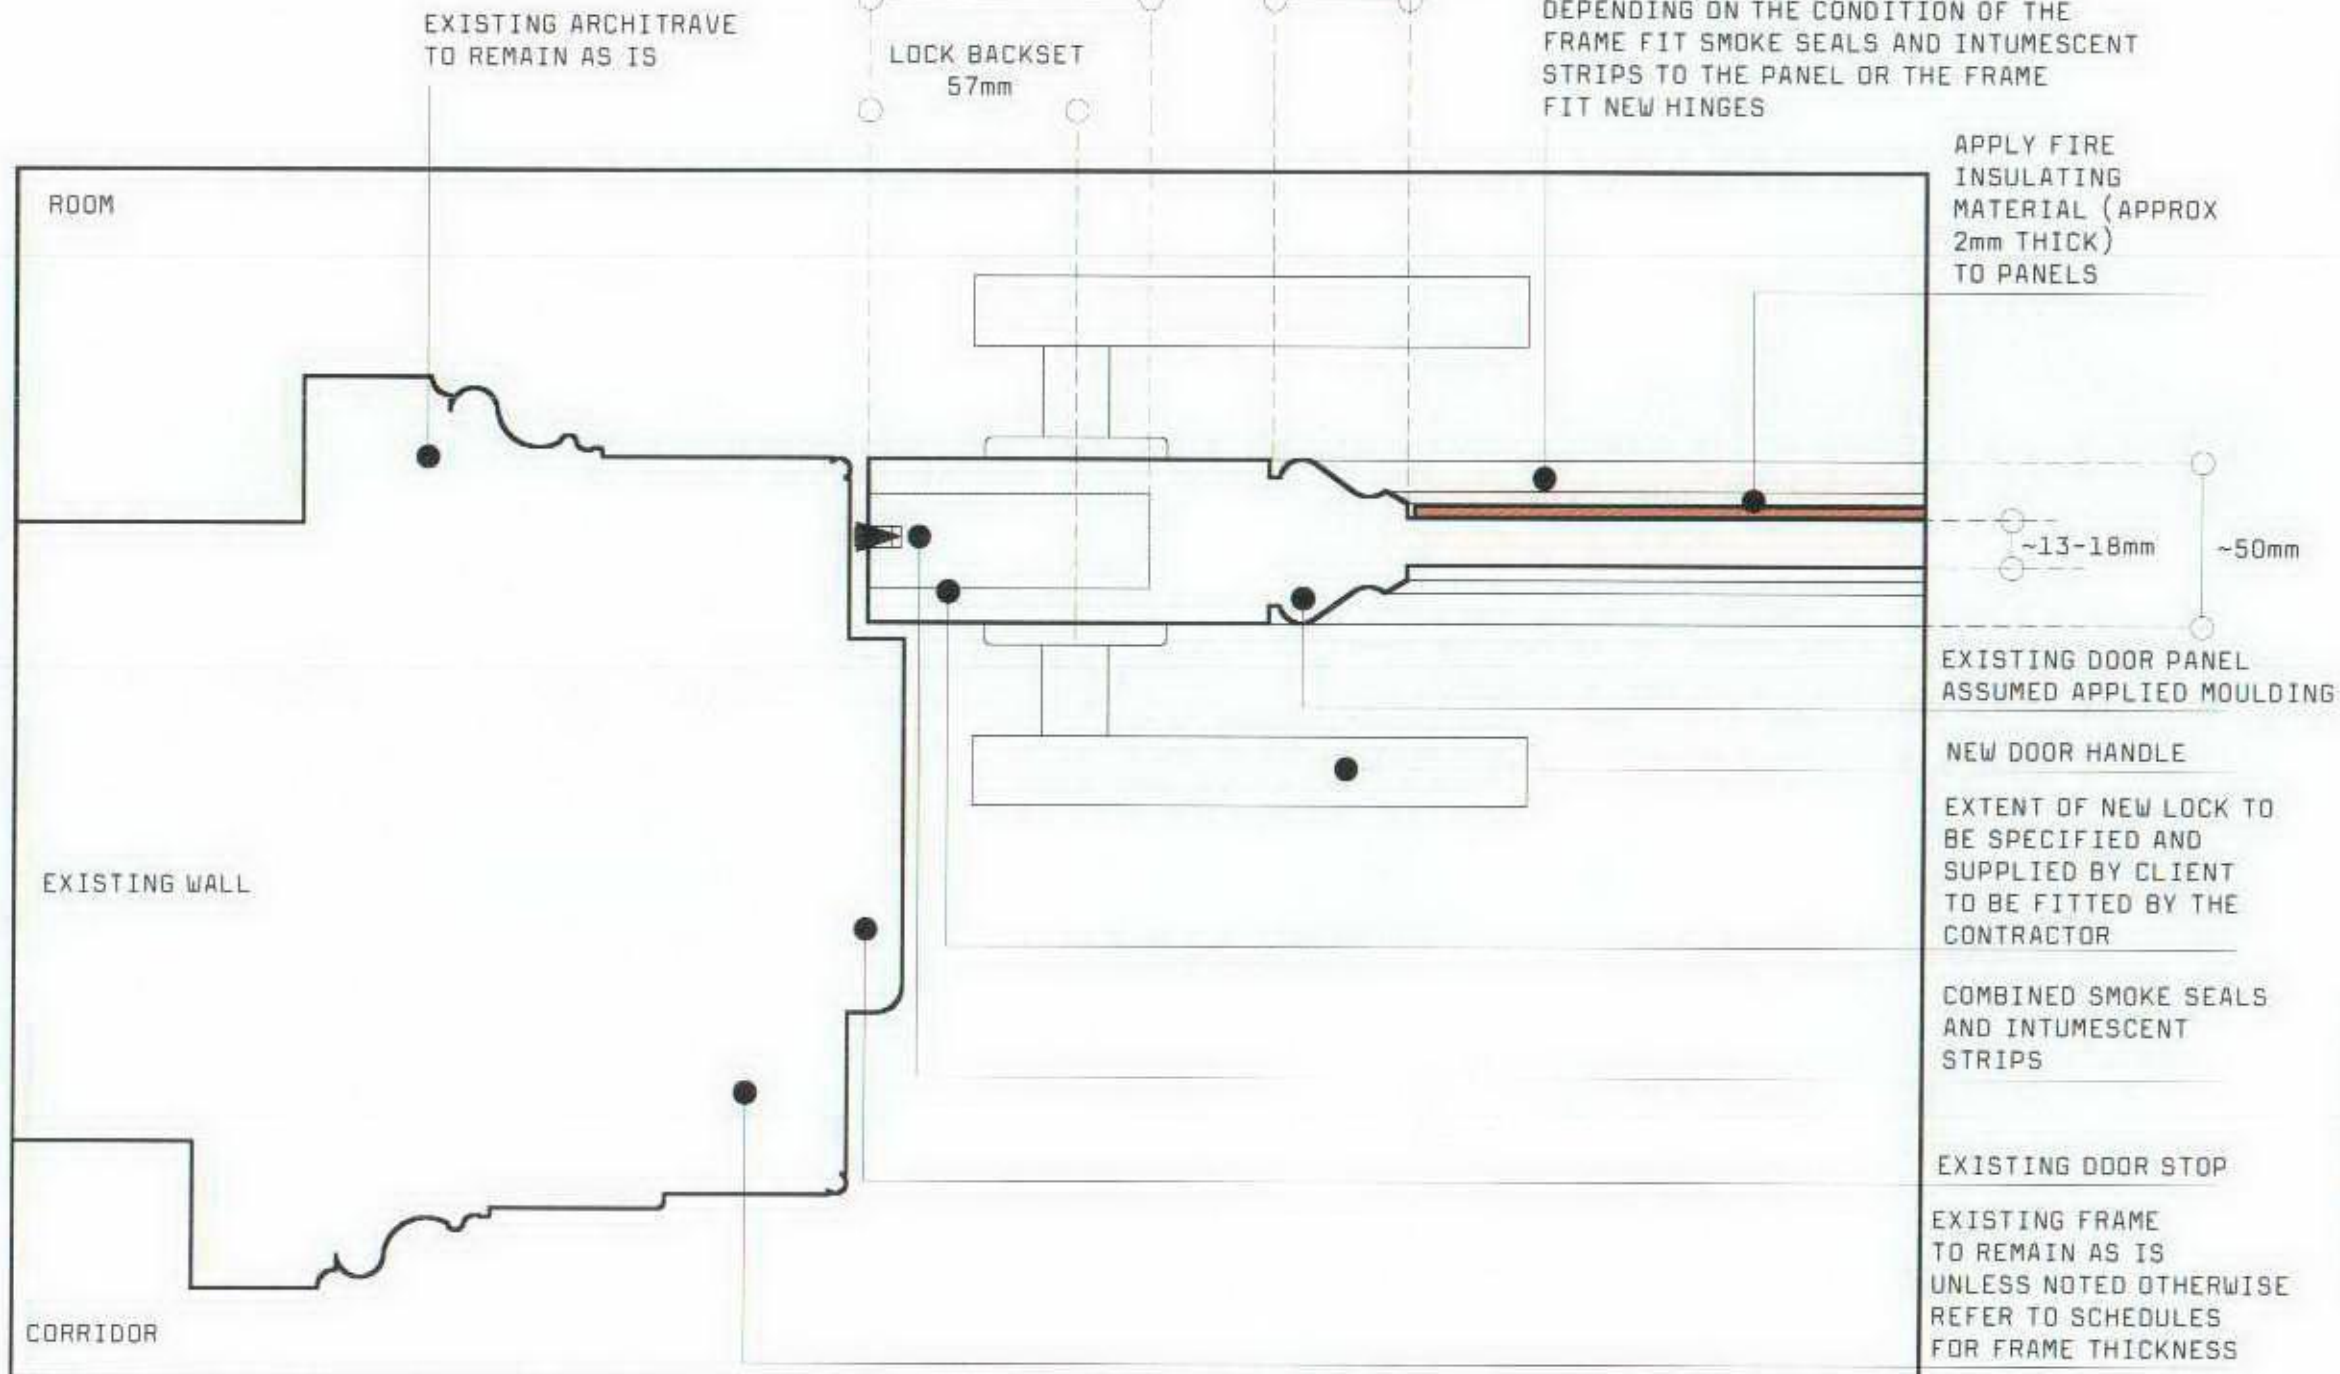 EXISTING ARCHITRAVE
TO REMAIN AS IS
LOCK BACKSET
57mm
DEPENDING ON THE CONDITION OF THE
FRAME FIT SMOKE SEALS AND INTUMESCENT
STRIPS TO THE PANEL OR THE FRAME
FIT NEW HINGES
APPLY FIRE
INSULATING
MATERIAL (APPROX
2mm THICK)
TO PANELS
ROOM
~13-18mm
~50mm
EXISTING DOOR PANEL
ASSUMED APPLIED MOULDING
NEW DOOR HANDLE
EXTENT OF NEW LOCK TO
BE SPECIFIED AND
SUPPLIED BY CLIENT
TO BE FITTED BY THE
CONTRACTOR
EXISTING WALL
COMBINED SMOKE SEALS
AND INTUMESCENT
STRIPS
EXISTING DOOR STOP
EXISTING FRAME
TO REMAIN AS IS
UNLESS NOTED OTHERWISE
REFER TO SCHEDULES
FOR FRAME THICKNESS
CORRIDOR